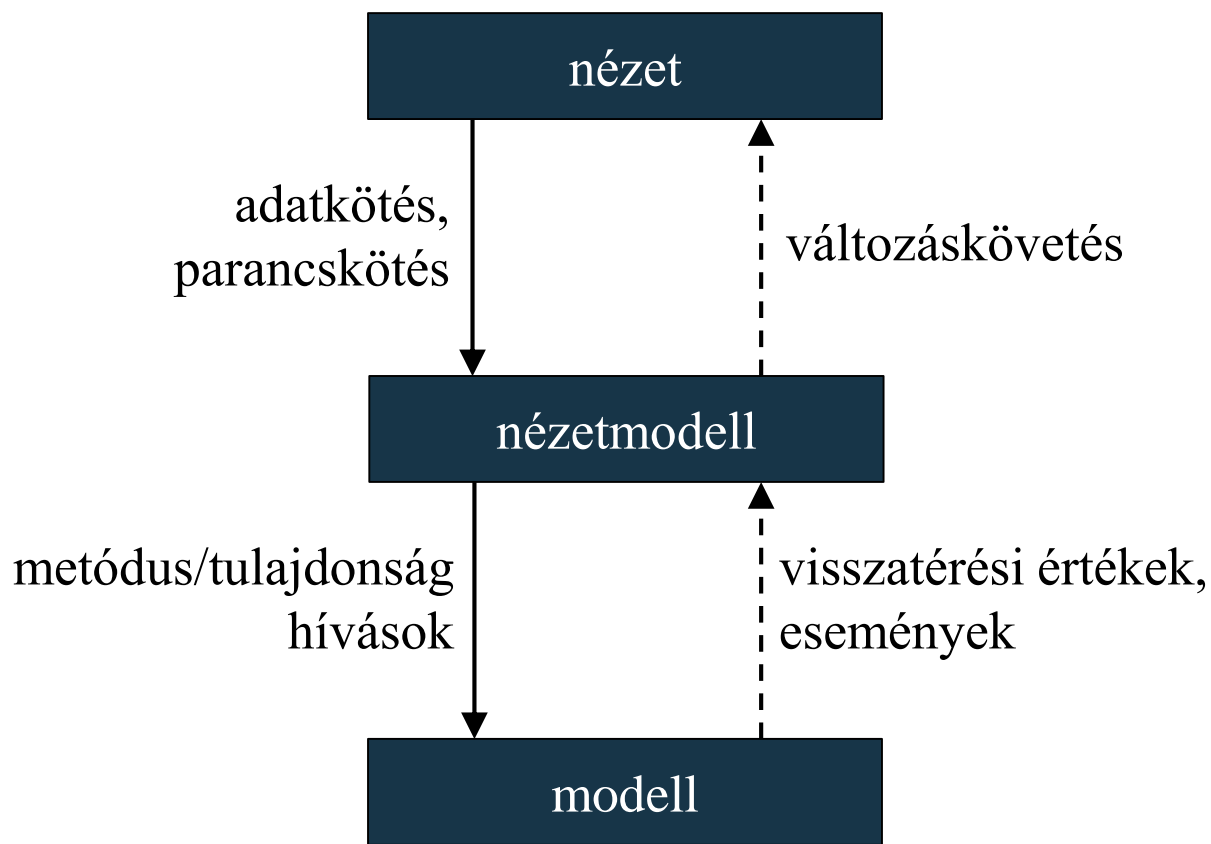 nézet
adatkötés,
parancskötés
változáskövetés
nézetmodell
metódus/tulajdonság
hívások
visszatérési értékek,
események
modell